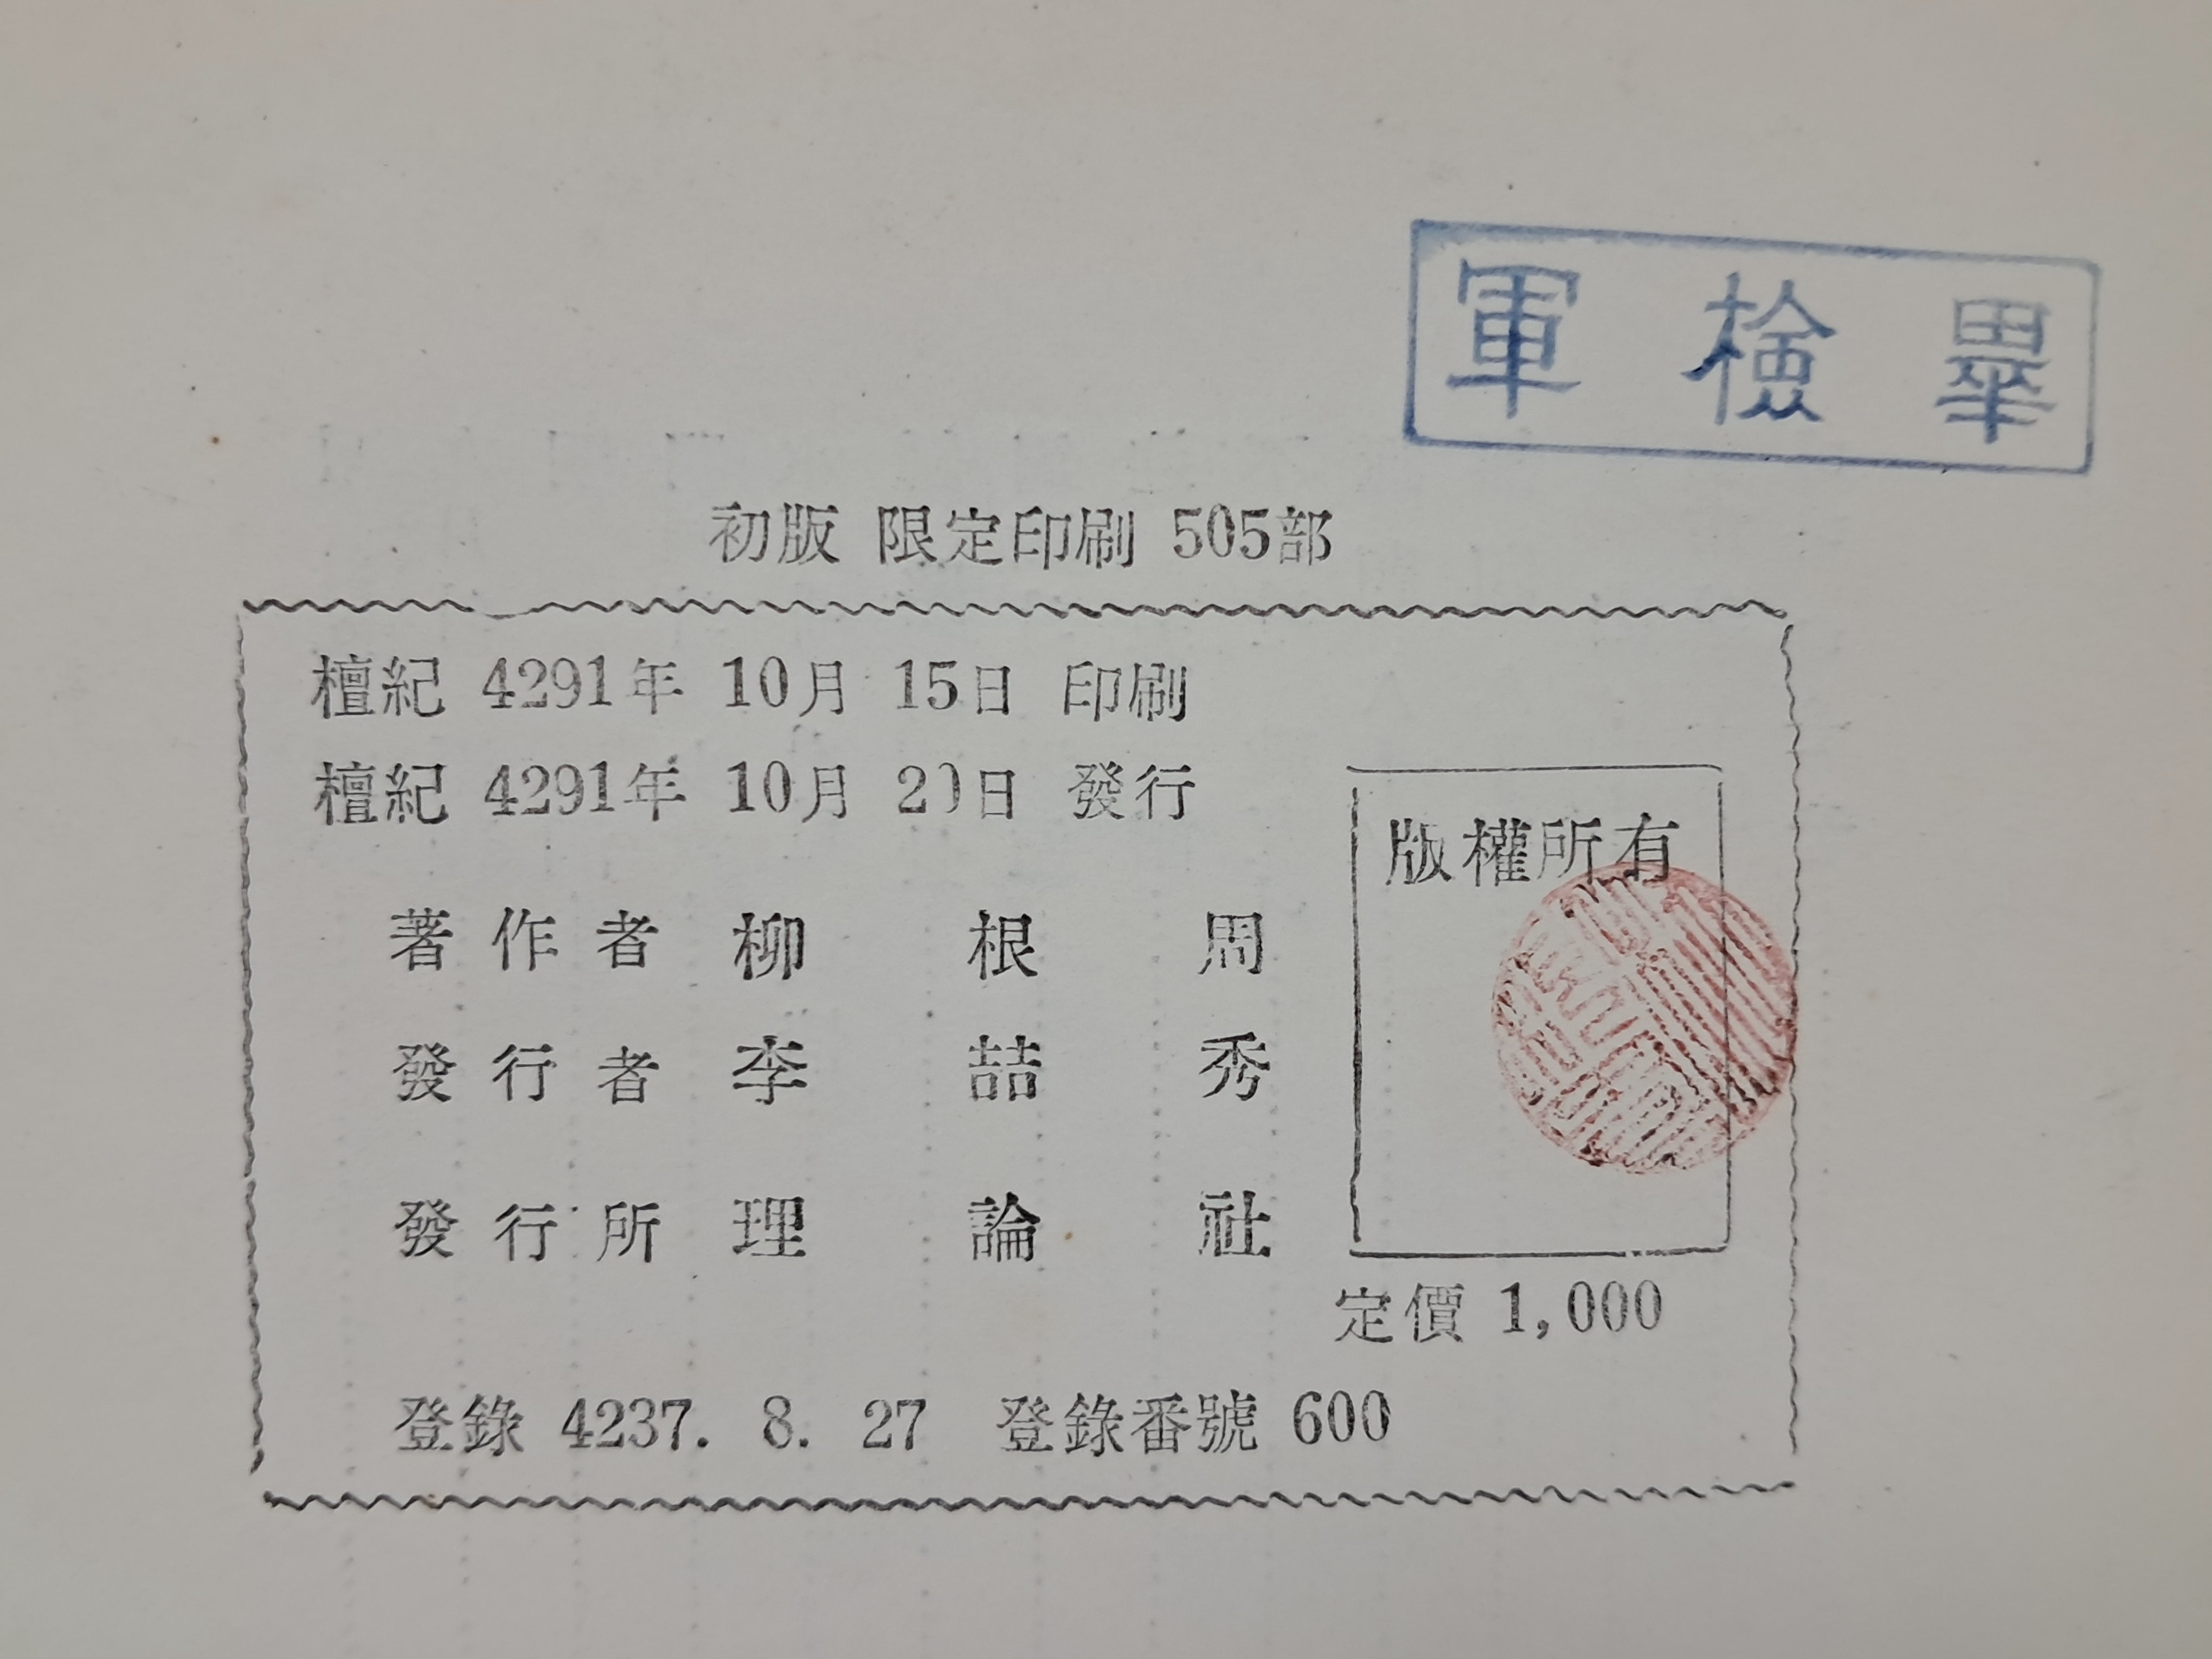 軍檢畢
初版 限定印刷 505部
檀紀 4291年 10月 15日 印刷
檀紀 4291年 10月 20日 發行
版權所有
著作者 柳根周
發行者 李喆秀
發行所 理論社
定價 1,000
登錄 4237. 8. 27 登錄番號 600